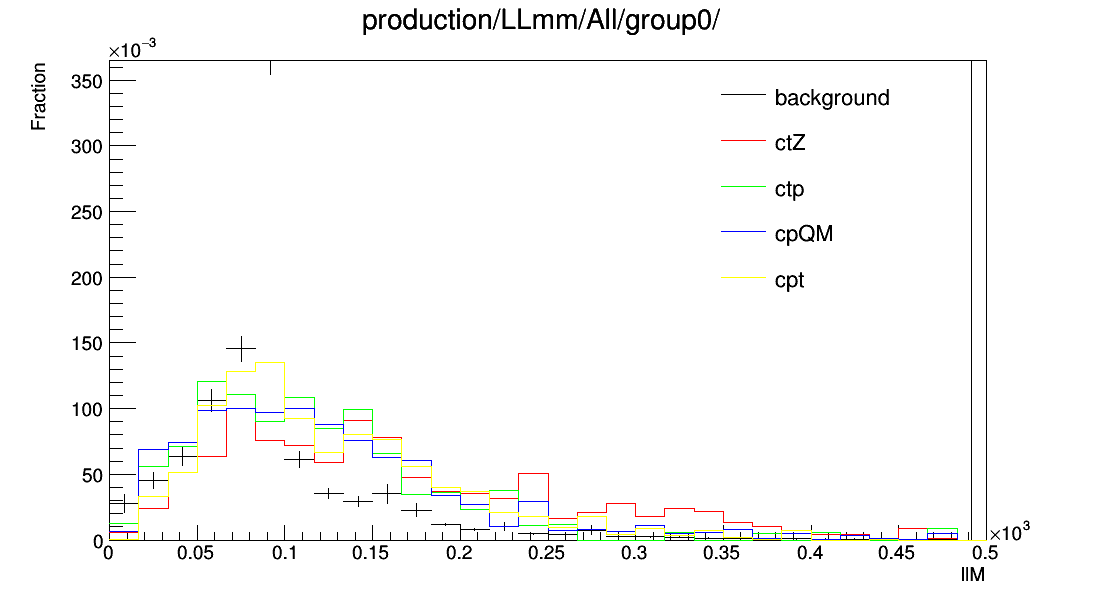 production/LLmm/All/group0/
×10⁻³
Fraction
350
300
250
200
150
100
50
0
background
ctZ
ctp
cpQM
cpt
0 0.05 0.1 0.15 0.2 0.25 0.3 0.35 0.4 0.45 0.5
×10³
llM